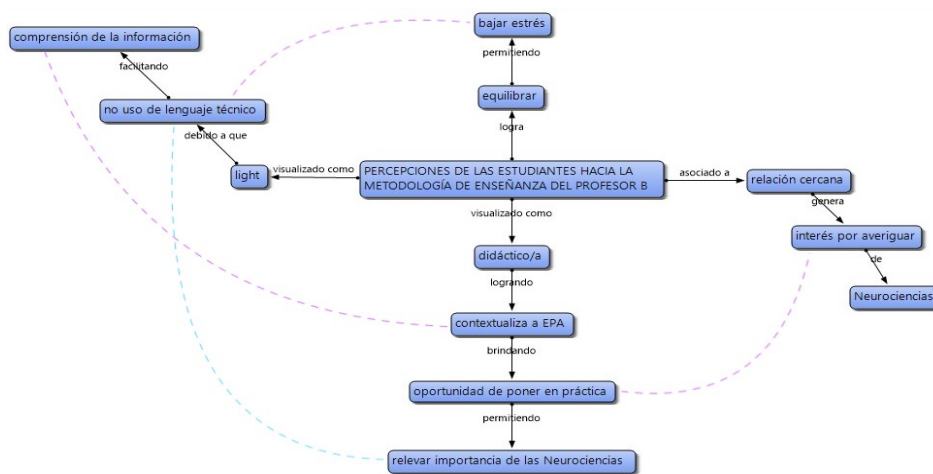 bajar estrés
comprensión de la información
permitiendo
facilitando
equilibrar
no uso de lenguaje técnico
logra
debido a que
light
visualizado como
PERCEPCIONES DE LAS ESTUDIANTES HACIA LA
METODOLOGÍA DE ENSEÑANZA DEL PROFESOR B
asociado a
relación cercana
genera
visualizado como
interés por averiguar
didáctico/a
de
logrando
Neurociencias
contextualiza a EPA
brindando
oportunidad de poner en práctica
permitiendo
relevar importancia de las Neurociencias